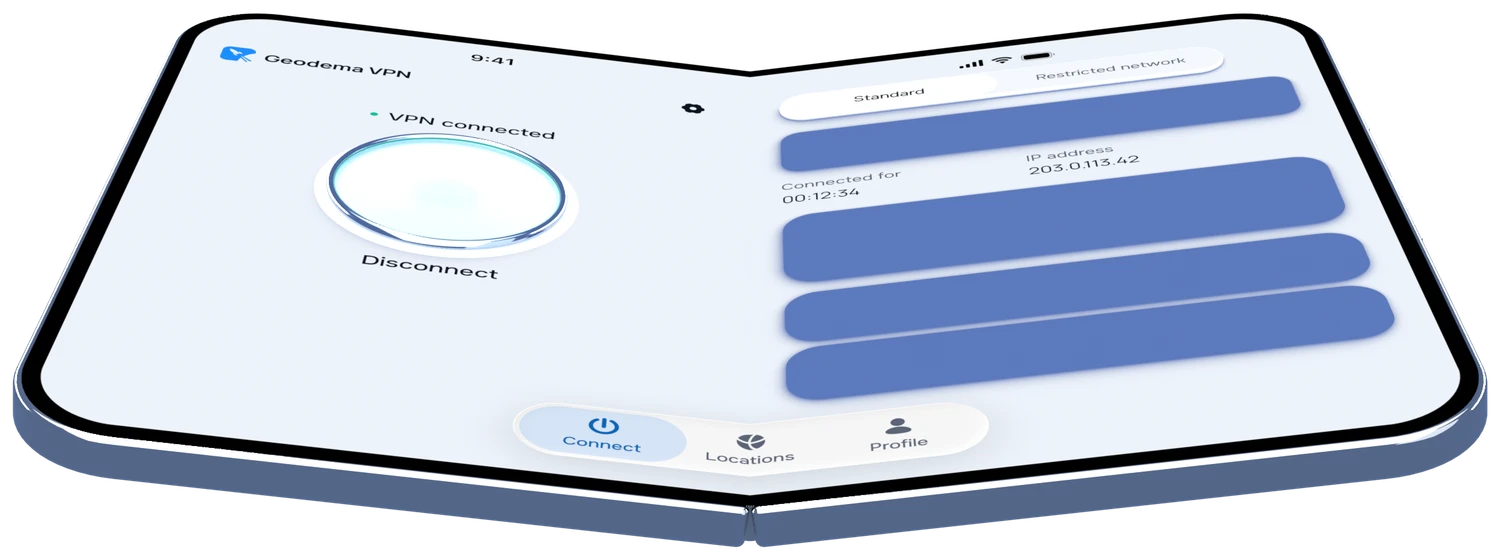 Geodema VPN
9:41
VPN connected
Disconnect
Standard
Restricted network
Connected for
00:12:34
IP address
203.0.113.42
Connect
Locations
Profile